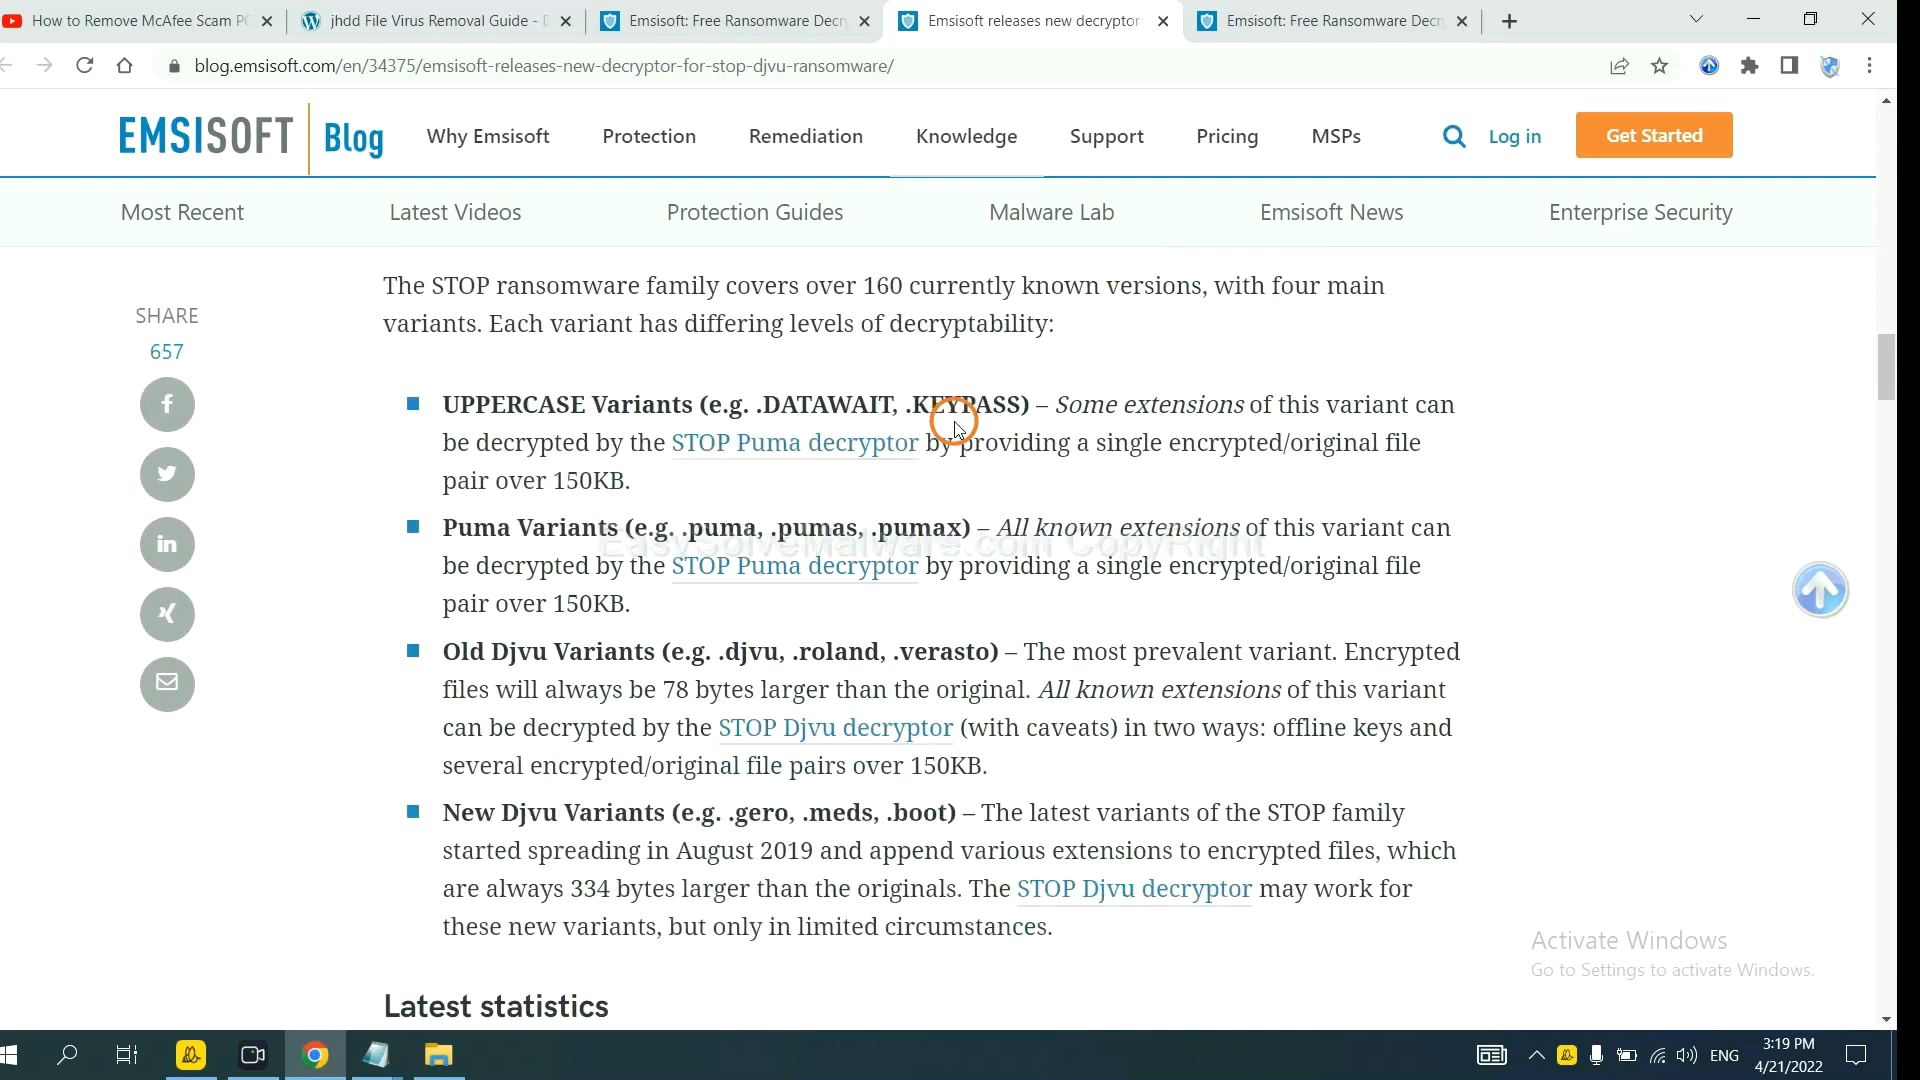 How to Remove McAfee Scam P
jhdd File Virus Removal Guide -
Emsisoft: Free Ransomware Decr
Emsisoft releases new decryptor
Emsisoft: Free Ransomware Decr
blog.emsisoft.com/en/34375/emsisoft-releases-new-decryptor-for-stop-djvu-ransomware/
EMSISOFT Blog Why Emsisoft Protection Remediation Knowledge Support Pricing MSPs Log in Get Started
Most Recent Latest Videos Protection Guides Malware Lab Emsisoft News Enterprise Security
SHARE
657
The STOP ransomware family covers over 160 currently known versions, with four main
variants. Each variant has differing levels of decryptability:
UPPERCASE Variants (e.g. .DATAWAIT, .KEYPASS) – Some extensions of this variant can
be decrypted by the STOP Puma decryptor by providing a single encrypted/original file
pair over 150KB.
Puma Variants (e.g. .puma, .pumas, .pumax) – All known extensions of this variant can
EasySolveMalware.com CopyRight
be decrypted by the STOP Puma decryptor by providing a single encrypted/original file
pair over 150KB.
Old Djvu Variants (e.g. .djvu, .roland, .verasto) – The most prevalent variant. Encrypted
files will always be 78 bytes larger than the original. All known extensions of this variant
can be decrypted by the STOP Djvu decryptor (with caveats) in two ways: offline keys and
several encrypted/original file pairs over 150KB.
New Djvu Variants (e.g. .gero, .meds, .boot) – The latest variants of the STOP family
started spreading in August 2019 and append various extensions to encrypted files, which
are always 334 bytes larger than the originals. The STOP Djvu decryptor may work for
these new variants, but only in limited circumstances.
Latest statistics
Activate Windows
Go to Settings to activate Windows.
ENG
3:19 PM
4/21/2022